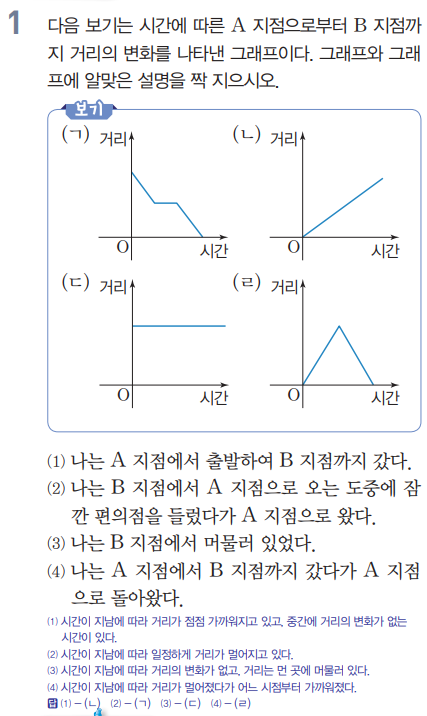 1 다음 보기는 시간에 따른 A 지점으로부터 B 지점까
지 거리의 변화를 나타낸 그래프이다. 그래프와 그래
프에 알맞은 설명을 짝 지으시오.
보기
(ㄱ) 거리 (ㄴ) 거리
O 시간 O 시간
(ㄷ) 거리 (ㄹ) 거리
O 시간 O 시간
(1) 나는 A 지점에서 출발하여 B 지점까지 갔다.
(2) 나는 B 지점에서 A 지점으로 오는 도중에 잠
깐 편의점을 들렀다가 A 지점으로 왔다.
(3) 나는 B 지점에서 머물러 있었다.
(4) 나는 A 지점에서 B 지점까지 갔다가 A 지점
으로 돌아왔다.
(1) 시간이 지남에 따라 거리가 점점 가까워지고 있고, 중간에 거리의 변화가 없는
시간이 있다.
(2) 시간이 지남에 따라 일정하게 거리가 멀어지고 있다.
(3) 시간이 지남에 따라 거리의 변화가 없고, 거리는 먼 곳에 머물러 있다.
(4) 시간이 지남에 따라 거리가 멀어졌다가 어느 시점부터 가까워졌다.
답 (1) – (ㄴ) (2) – (ㄱ) (3) – (ㄷ) (4) – (ㄹ)